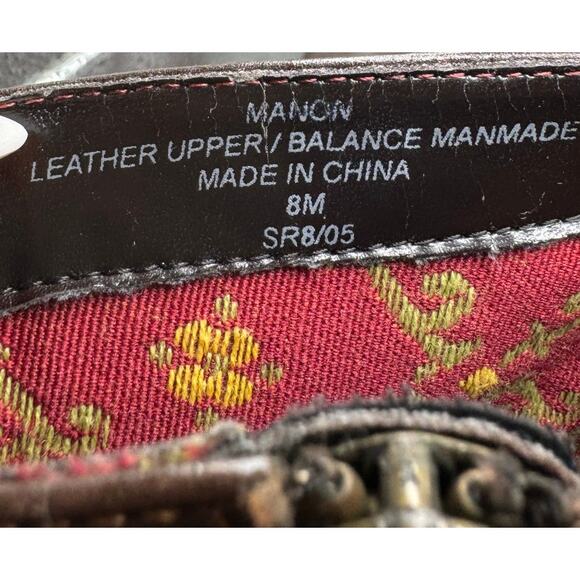 MANON
LEATHER UPPER / BALANCE MANMADE
MADE IN CHINA
8M
SR8/05